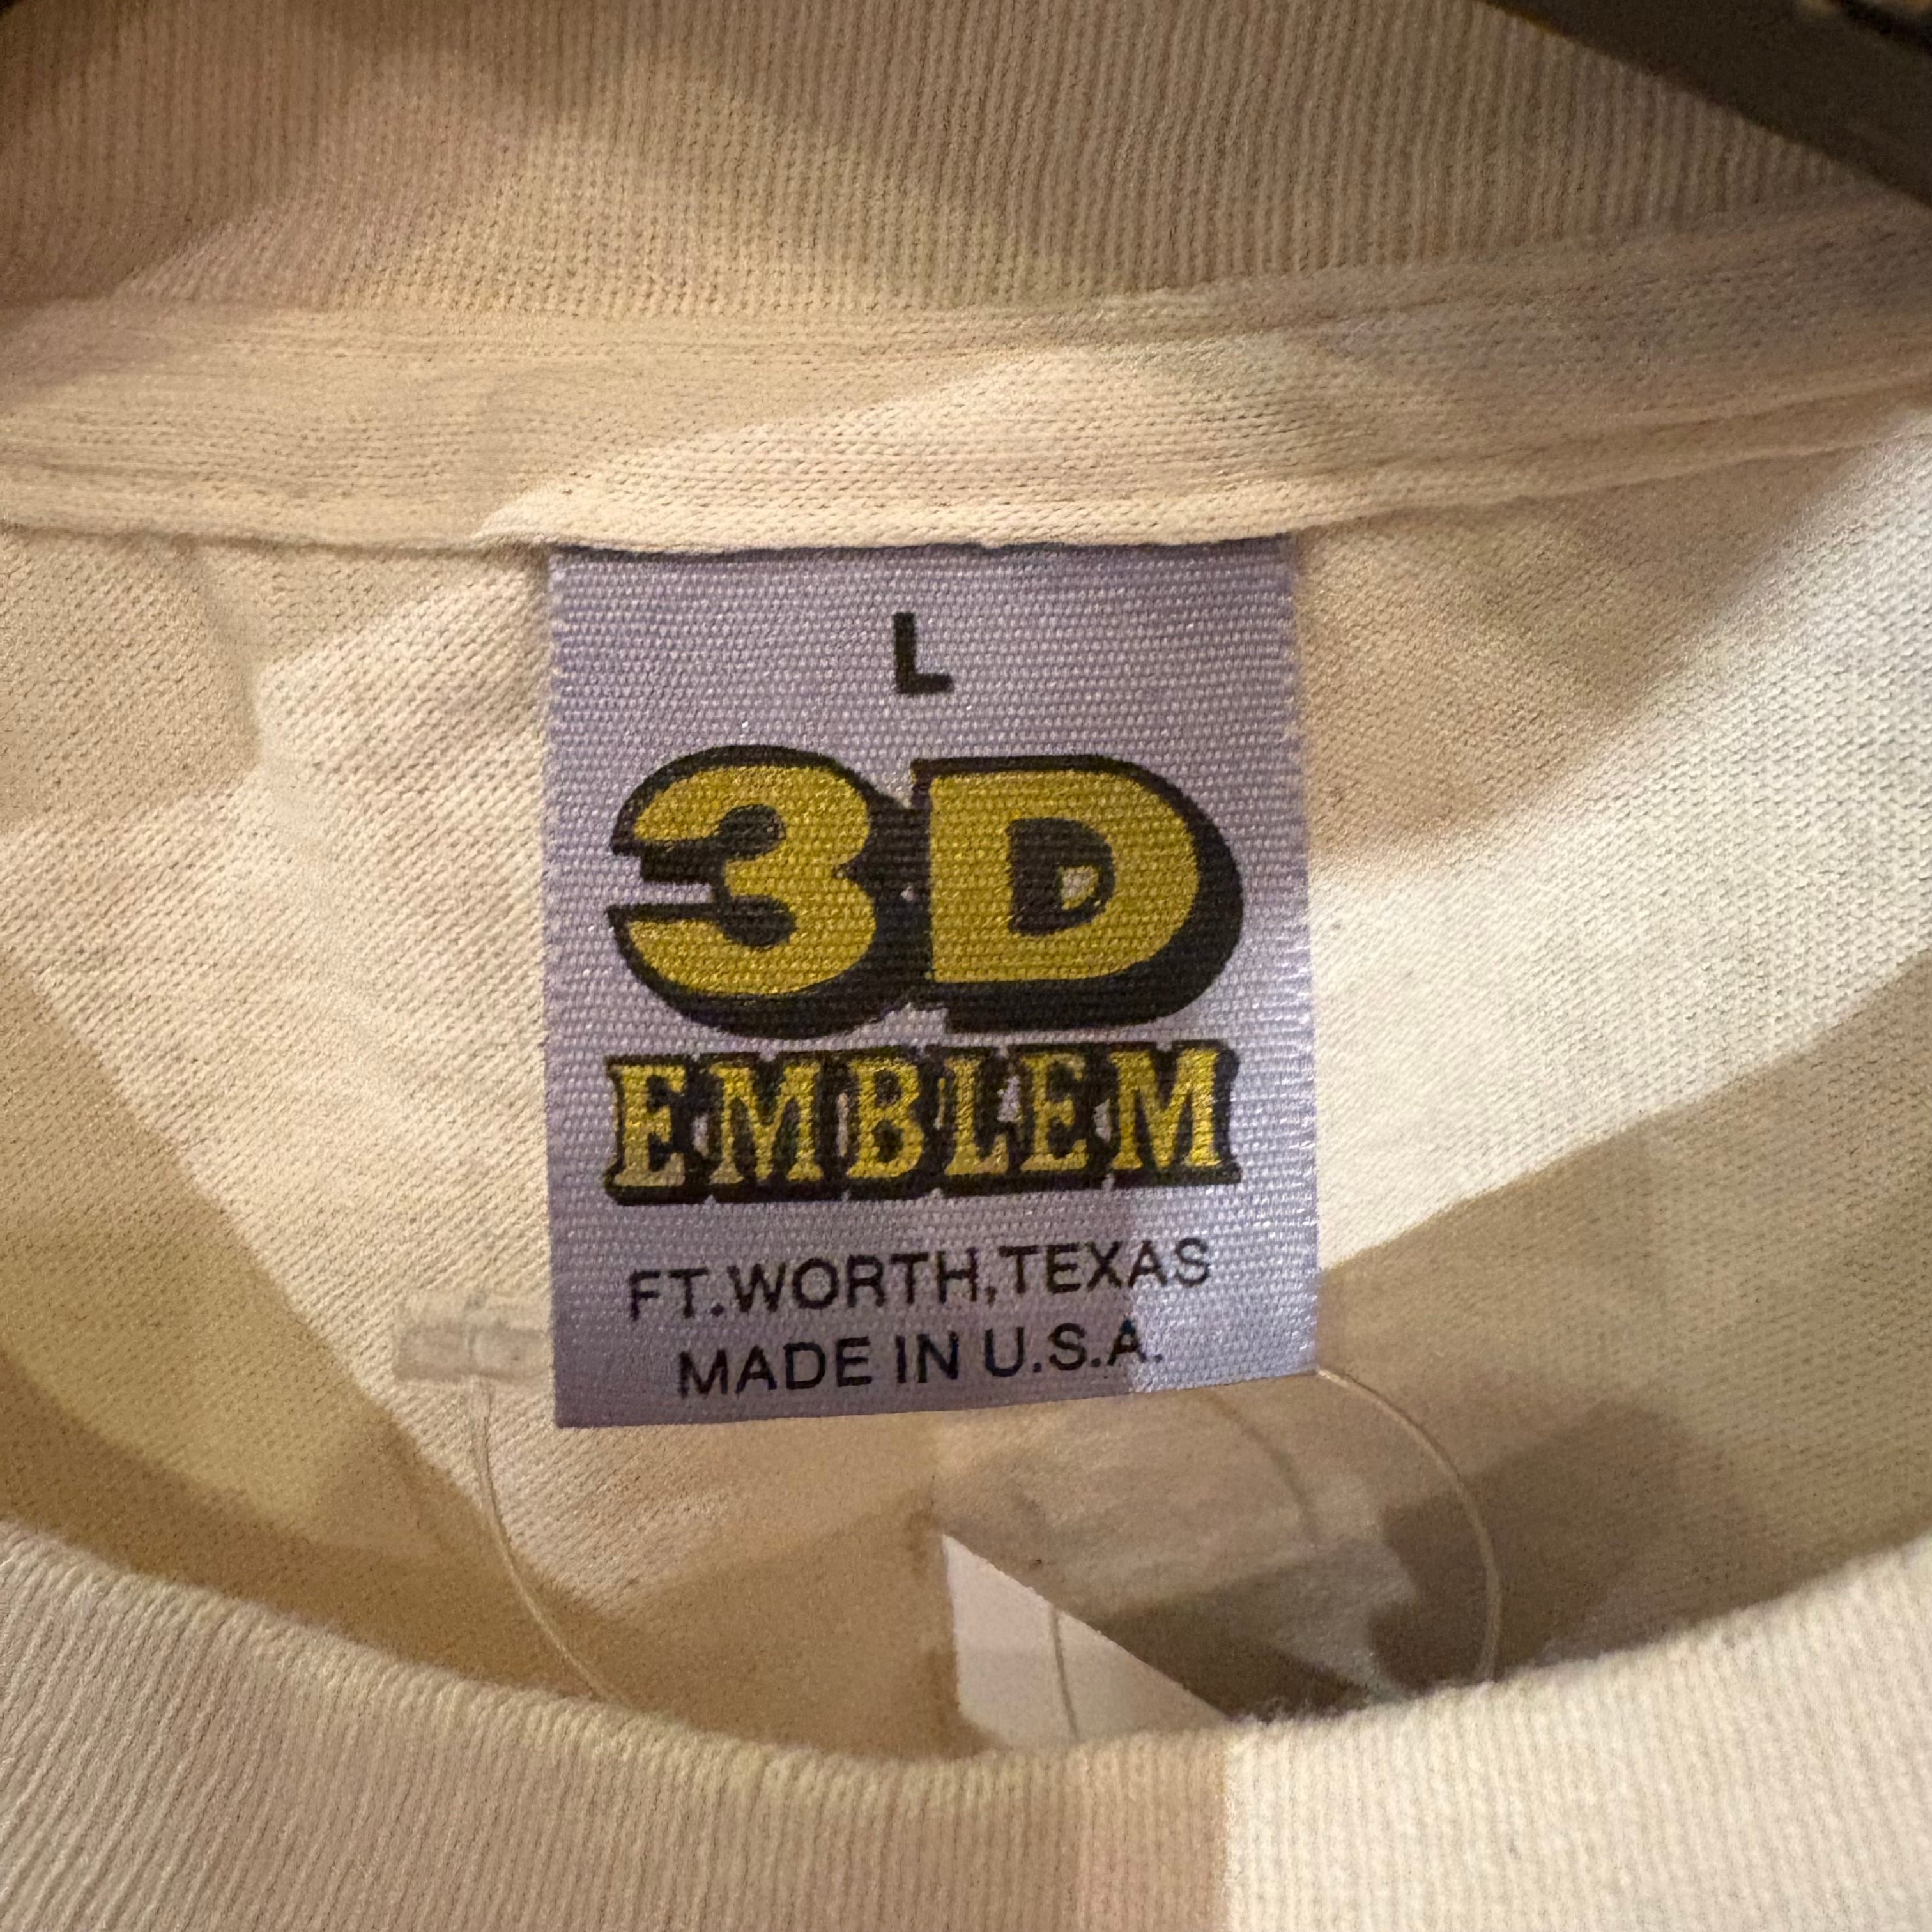 L
3D
EMBLEM
FT.WORTH,TEXAS
MADE IN U.S.A.